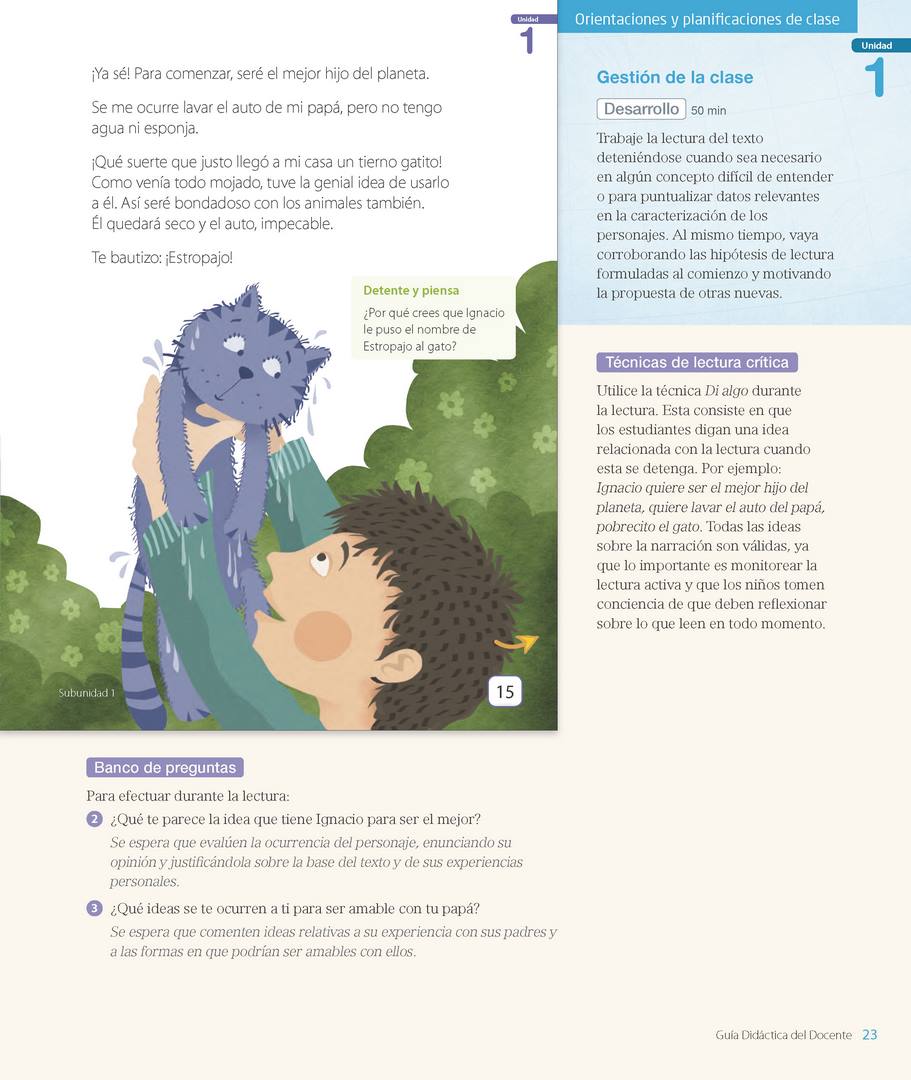 Unidad
1
¡Ya sé! Para comenzar, seré el mejor hijo del planeta.
Se me ocurre lavar el auto de mi papá, pero no tengo
agua ni esponja.
¡Qué suerte que justo llegó a mi casa un tierno gatito!
Como venía todo mojado, tuve la genial idea de usarlo
a él. Así seré bondadoso con los animales también.
Él quedará seco y el auto, impecable.
Te bautizo: ¡Estropajo!
Detente y piensa
¿Por qué crees que Ignacio
le puso el nombre de
Estropajo al gato?
Subunidad 1
15
Orientaciones y planificaciones de clase
Unidad
1
Gestión de la clase
Desarrollo 50 min
Trabaje la lectura del texto
deteniéndose cuando sea necesario
en algún concepto difícil de entender
o para puntualizar datos relevantes
en la caracterización de los
personajes. Al mismo tiempo, vaya
corroborando las hipótesis de lectura
formuladas al comienzo y motivando
la propuesta de otras nuevas.
Técnicas de lectura crítica
Utilice la técnica Di algo durante
la lectura. Esta consiste en que
los estudiantes digan una idea
relacionada con la lectura cuando
esta se detenga. Por ejemplo:
Ignacio quiere ser el mejor hijo del
planeta, quiere lavar el auto del papá,
pobrecito el gato. Todas las ideas
sobre la narración son válidas, ya
que lo importante es monitorear la
lectura activa y que los niños tomen
conciencia de que deben reflexionar
sobre lo que leen en todo momento.
Banco de preguntas
Para efectuar durante la lectura:
2 ¿Qué te parece la idea que tiene Ignacio para ser el mejor?
Se espera que evalúen la ocurrencia del personaje, enunciando su
opinión y justificándola sobre la base del texto y de sus experiencias
personales.
3 ¿Qué ideas se te ocurren a ti para ser amable con tu papá?
Se espera que comenten ideas relativas a su experiencia con sus padres y
a las formas en que podrían ser amables con ellos.
Guía Didáctica del Docente 23